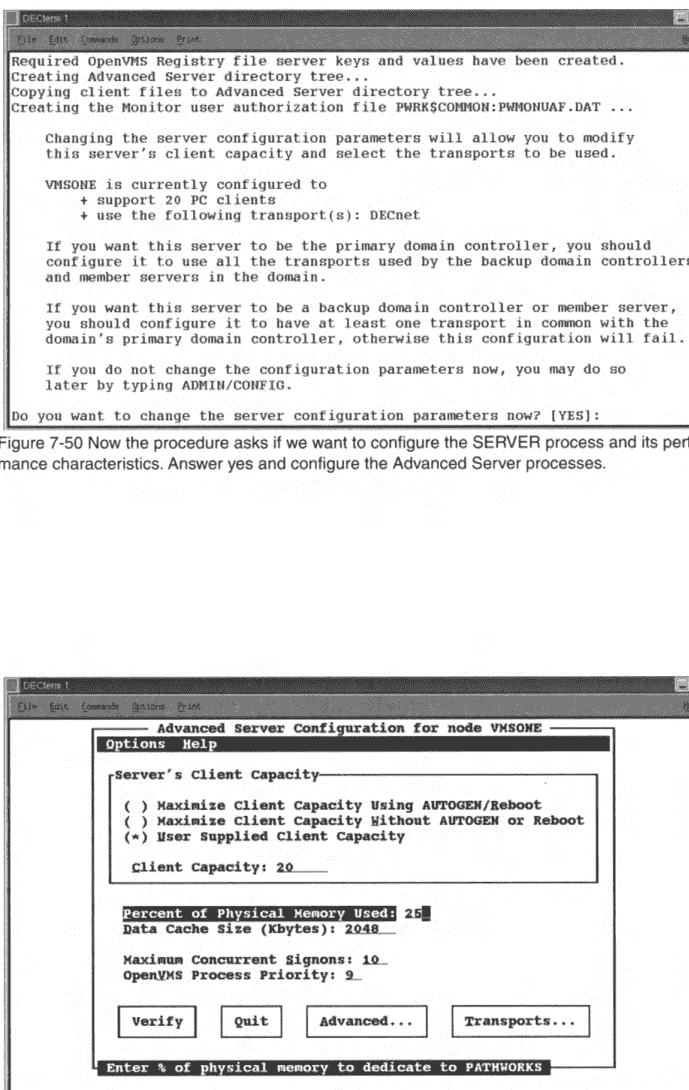 DECterm 1
File Edit Commands Options Print
Required OpenVMS Registry file server keys and values have been created.
Creating Advanced Server directory tree...
Copying client files to Advanced Server directory tree...
Creating the Monitor user authorization file PWRK$COMMON:PWMONUAF.DAT ...
Changing the server configuration parameters will allow you to modify
this server's client capacity and select the transports to be used.
VMSONE is currently configured to
+ support 20 PC clients
+ use the following transport(s): DECnet
If you want this server to be the primary domain controller, you should
configure it to use all the transports used by the backup domain controllers
and member servers in the domain.
If you want this server to be a backup domain controller or member server,
you should configure it to have at least one transport in common with the
domain's primary domain controller, otherwise this configuration will fail.
If you do not change the configuration parameters now, you may do so
later by typing ADMIN/CONFIG.
Do you want to change the server configuration parameters now? [YES]:
Figure 7-50 Now the procedure asks if we want to configure the SERVER process and its perf
mance characteristics. Answer yes and configure the Advanced Server processes.
DECterm 1
File Edit Commands Options Print
Advanced Server Configuration for node VMSONE
Options Help
Server's Client Capacity
( ) Maximize Client Capacity Using AUTOGEN/Reboot
( ) Maximize Client Capacity Without AUTOGEN or Reboot
(*) User Supplied Client Capacity
Client Capacity: 20
Percent of Physical Memory Used: 25
Data Cache Size (Kbytes): 2048
Maximum Concurrent Signons: 10
OpenVMS Process Priority: 9
Verify Quit Advanced... Transports...
Enter % of physical memory to dedicate to PATHWORKS